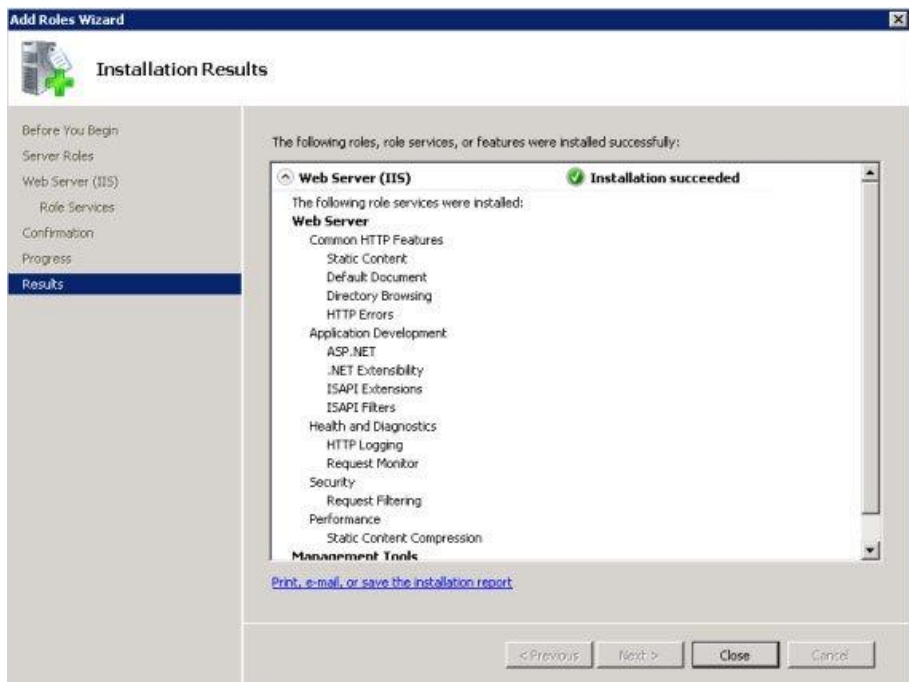 Add Roles Wizard
Installation Results
Before You Begin
Server Roles
Web Server (IIS)
Role Services
Confirmation
Progress
Results
The following roles, role services, or features were installed successfully:
Web Server (IIS) Installation succeeded
The following role services were installed:
Web Server
Common HTTP Features
Static Content
Default Document
Directory Browsing
HTTP Errors
Application Development
ASP.NET
.NET Extensibility
ISAPI Extensions
ISAPI Filters
Health and Diagnostics
HTTP Logging
Request Monitor
Security
Request Filtering
Performance
Static Content Compression
Management Tools
Print, e-mail, or save the installation report
< Previous Next > Close Cancel